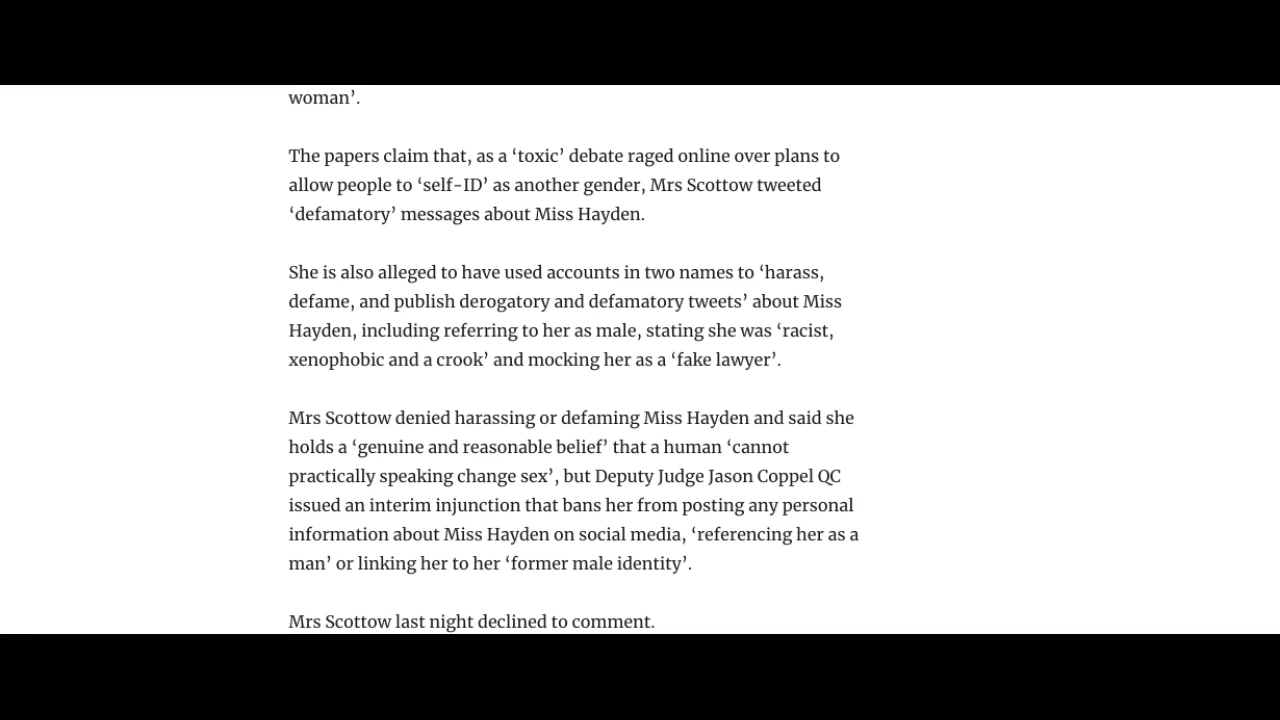 woman’.
The papers claim that, as a ‘toxic’ debate raged online over plans to
allow people to ‘self-ID’ as another gender, Mrs Scottow tweeted
‘defamatory’ messages about Miss Hayden.
She is also alleged to have used accounts in two names to ‘harass,
defame, and publish derogatory and defamatory tweets’ about Miss
Hayden, including referring to her as male, stating she was ‘racist,
xenophobic and a crook’ and mocking her as a ‘fake lawyer’.
Mrs Scottow denied harassing or defaming Miss Hayden and said she
holds a ‘genuine and reasonable belief’ that a human ‘cannot
practically speaking change sex’, but Deputy Judge Jason Coppel QC
issued an interim injunction that bans her from posting any personal
information about Miss Hayden on social media, ‘referencing her as a
man’ or linking her to her ‘former male identity’.
Mrs Scottow last night declined to comment.